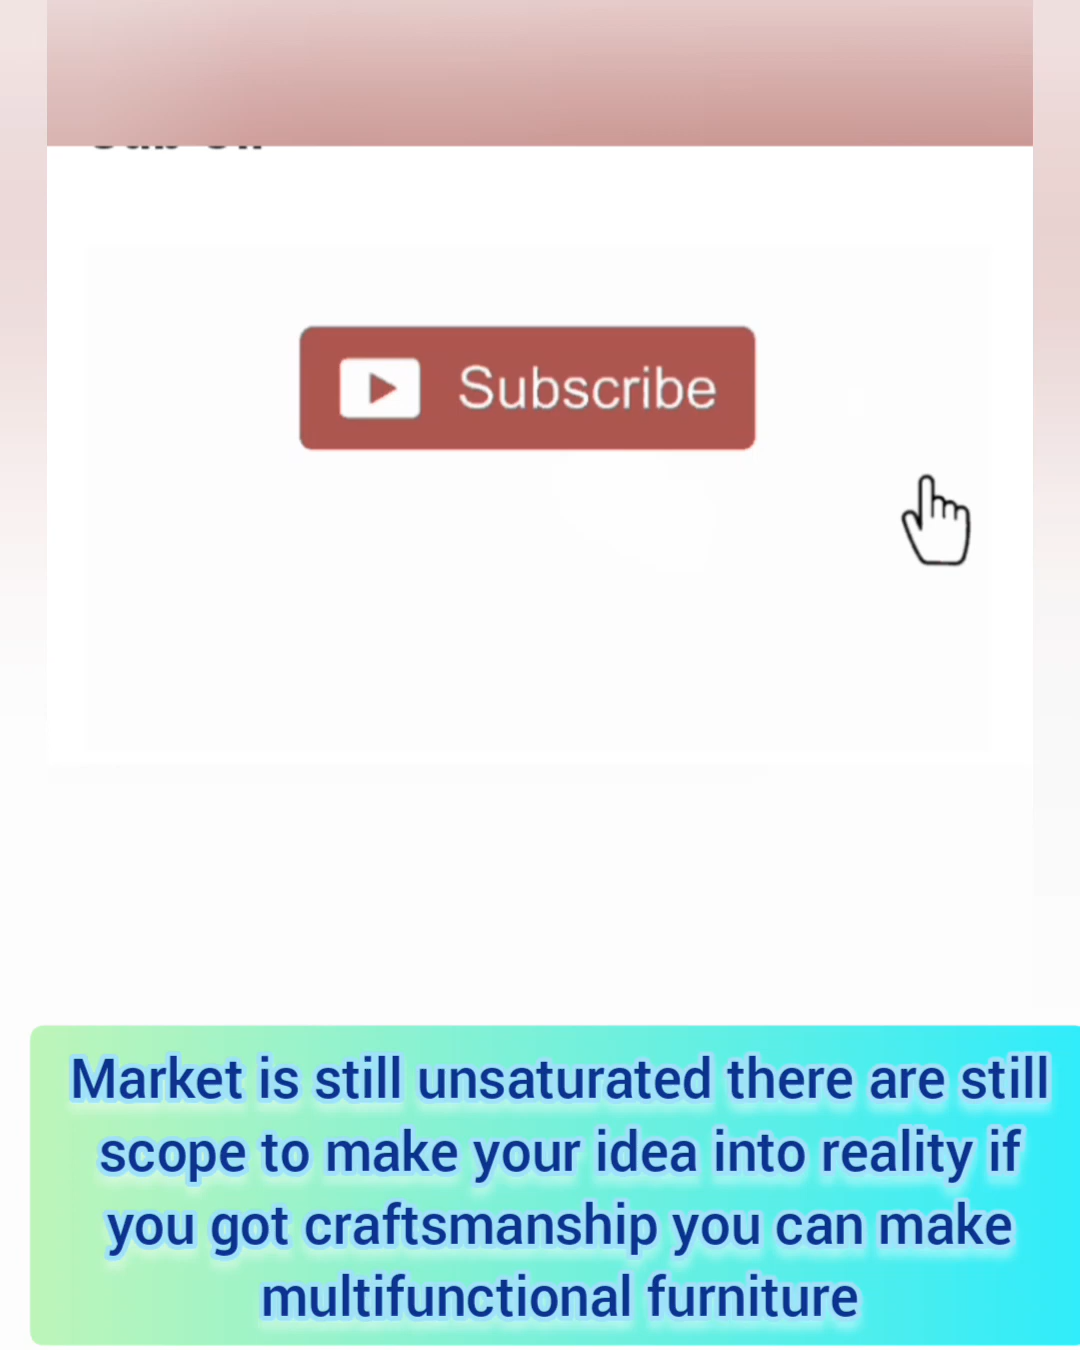 Subscribe
Market is still unsaturated there are still
scope to make your idea into reality if
you got craftsmanship you can make
multifunctional furniture